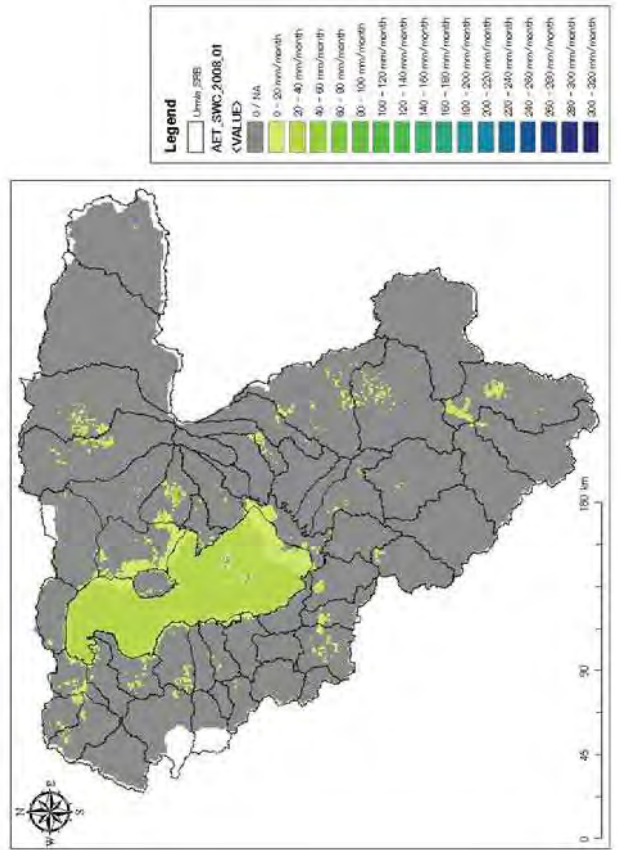 Legend
Urmia_SRB
AET_SWC_2008_01
<VALUE>
0 / NA
0 - 20 mm/month
20 - 40 mm/month
40 - 60 mm/month
60 - 80 mm/month
80 - 100 mm/month
100 - 120 mm/month
120 - 140 mm/month
140 - 160 mm/month
160 - 180 mm/month
180 - 200 mm/month
200 - 220 mm/month
220 - 240 mm/month
240 - 260 mm/month
260 - 280 mm/month
280 - 300 mm/month
300 - 320 mm/month
N
W
E
S
0
45
90
180 km